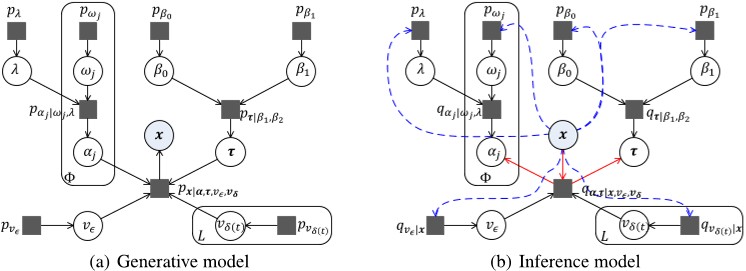 p_λ p_{ω_j} p_{β_0} p_{β_1}
λ ω_j β_0 β_1
p_{α_j|ω_j,λ} p_{τ|β_1,β_2}
α_j x τ
Φ
p_{x|α,τ,v_ϵ,v_δ}
p_{v_ϵ} v_ϵ v_{δ(t)} p_{v_{δ(t)}}
L
(a) Generative model
p_λ p_{ω_j} p_{β_0} p_{β_1}
λ ω_j β_0 β_1
q_{α_j|ω_j,λ} q_{τ|β_1,β_2}
α_j x τ
Φ
q_{α,τ|x,v_ϵ,v_δ}
q_{v_ϵ|x} v_ϵ v_{δ(t)} q_{v_{δ(t)}|x}
L
(b) Inference model